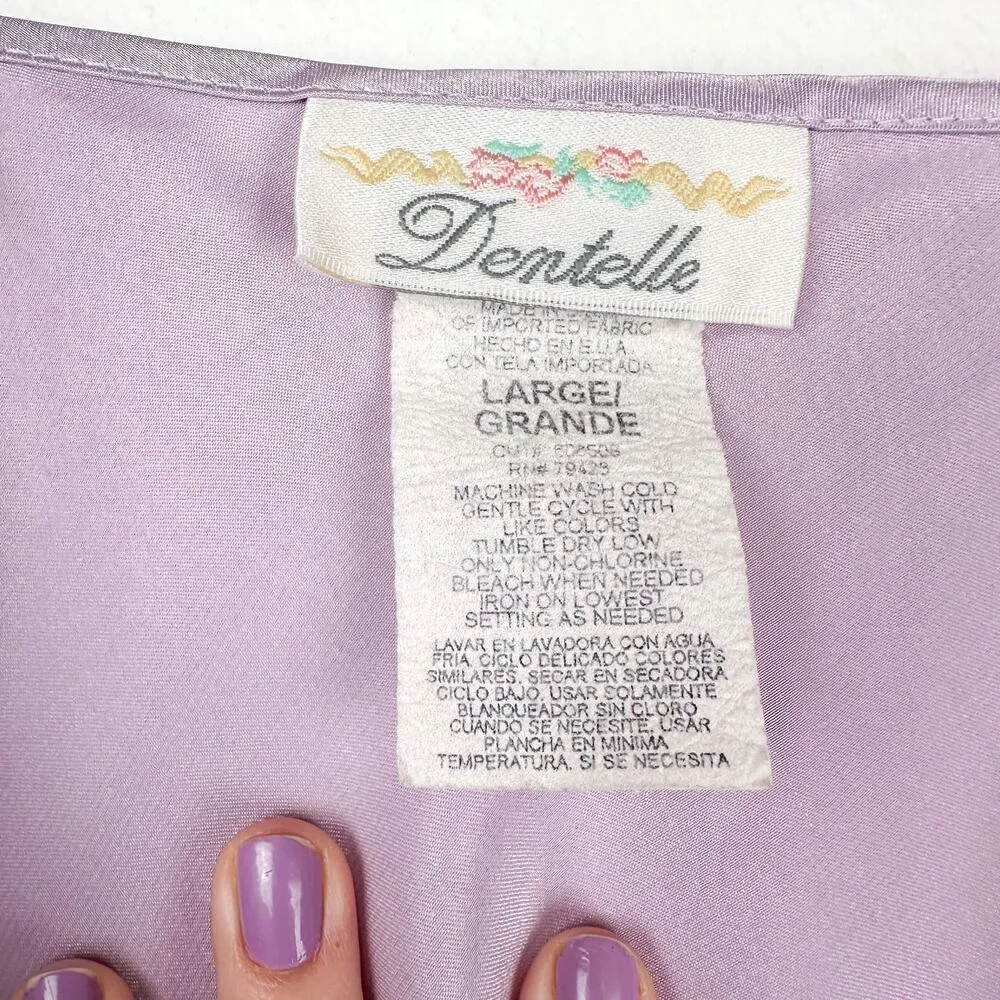 Dentelle
MADE IN
OF IMPORTED FABRIC
HECHO EN E.U.A.
CON TELA IMPORTADA
LARGE/
GRANDE
RN# 79423
MACHINE WASH COLD
GENTLE CYCLE WITH
LIKE COLORS
TUMBLE DRY LOW
ONLY NON-CHLORINE
BLEACH WHEN NEEDED
IRON ON LOWEST
SETTING AS NEEDED
LAVAR EN LAVADORA CON AGUA
FRIA. CICLO DELICADO COLORES
SIMILARES. SECAR EN SECADORA
CICLO BAJO. USAR SOLAMENTE
BLANQUEADOR SIN CLORO
CUANDO SE NECESITE. USAR
PLANCHA EN MINIMA
TEMPERATURA. SI SE NECESITA